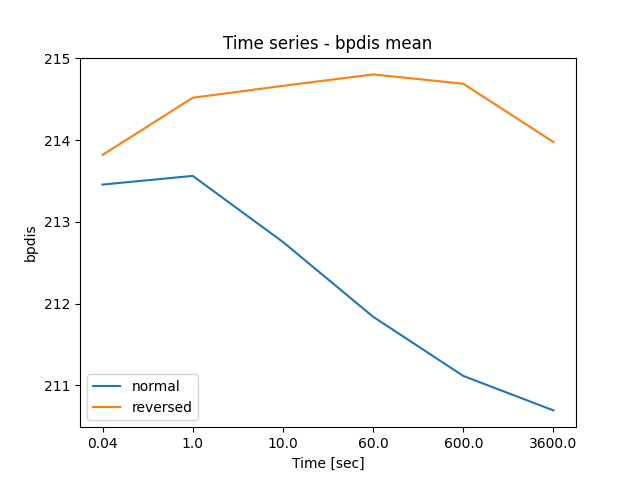 Time series - bpdis mean
bpdis
215
214
213
212
211
normal
reversed
0.04 1.0 10.0 60.0 600.0 3600.0
Time [sec]